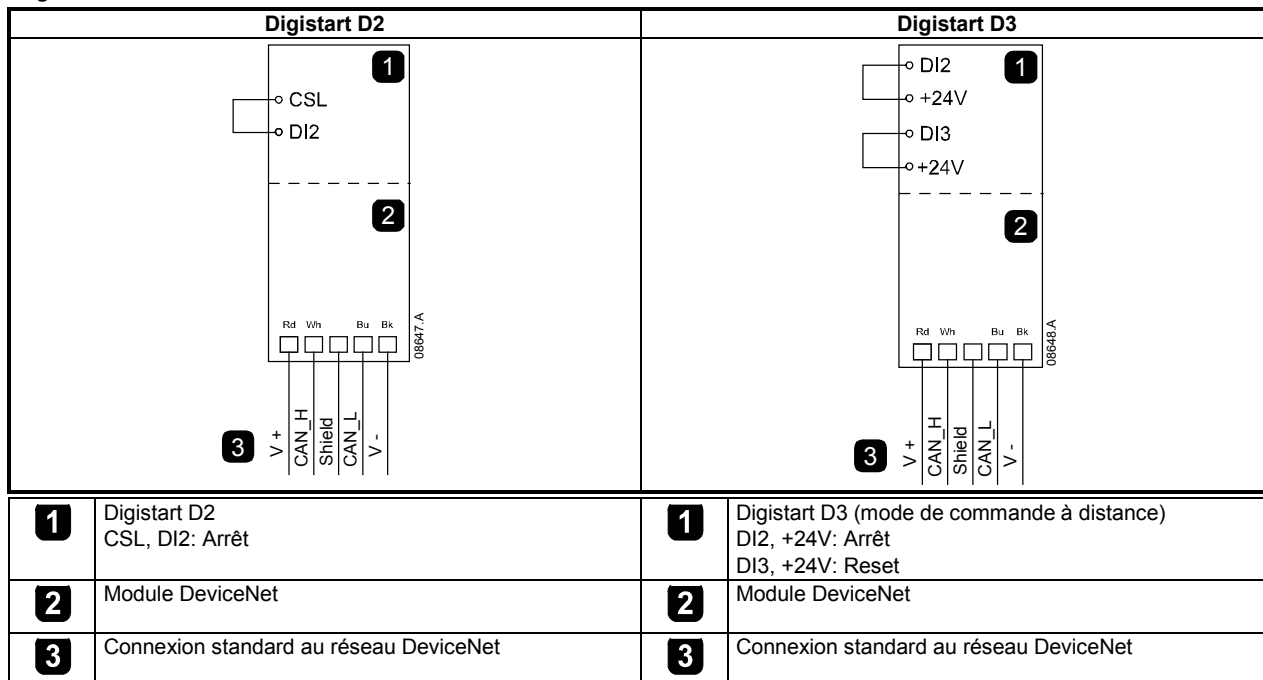 Digistart D2
Digistart D3
1
CSL
DI2
2
Rd Wh Bu Bk
08647.A
3
V +
CAN_H
Shield
CAN_L
V -
DI2
1
+24V
DI3
+24V
2
Rd Wh Bu Bk
08648.A
3
V +
CAN_H
Shield
CAN_L
V -
1
Digistart D2
CSL, DI2: Arrêt
1
Digistart D3 (mode de commande à distance)
DI2, +24V: Arrêt
DI3, +24V: Reset
2
Module DeviceNet
2
Module DeviceNet
3
Connexion standard au réseau DeviceNet
3
Connexion standard au réseau DeviceNet